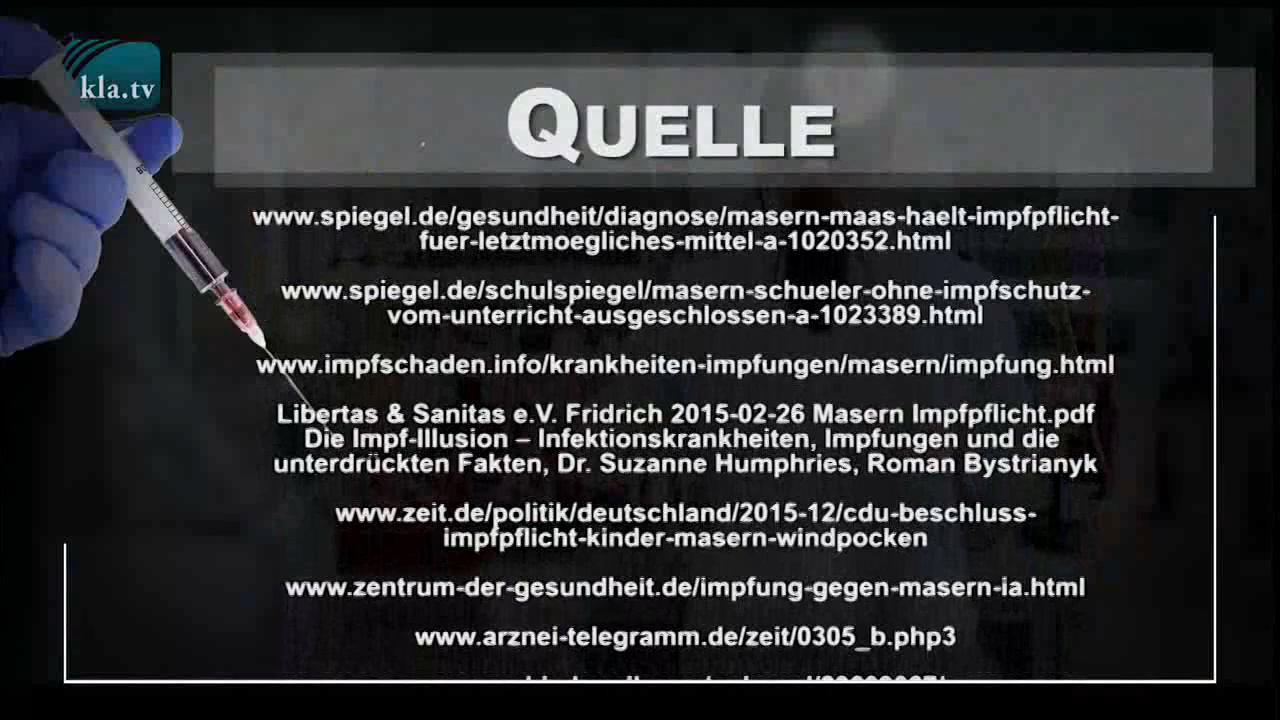 kla.tv
QUELLE
www.spiegel.de/gesundheit/diagnose/masern-maas-haelt-impfpflicht-
fuer-letztmoegliches-mittel-a-1020352.html
www.spiegel.de/schulspiegel/masern-schueler-ohne-impfschutz-
vom-unterricht-ausgeschlossen-a-1023389.html
www.impfschaden.info/krankheiten-impfungen/masern/impfung.html
Libertas & Sanitas e.V. Fridrich 2015-02-26 Masern Impfpflicht.pdf
Die Impf-Illusion – Infektionskrankheiten, Impfungen und die
unterdrückten Fakten, Dr. Suzanne Humphries, Roman Bystrianyk
www.zeit.de/politik/deutschland/2015-12/cdu-beschluss-
impfpflicht-kinder-masern-windpocken
www.zentrum-der-gesundheit.de/impfung-gegen-masern-ia.html
www.arznei-telegramm.de/zeit/0305_b.php3